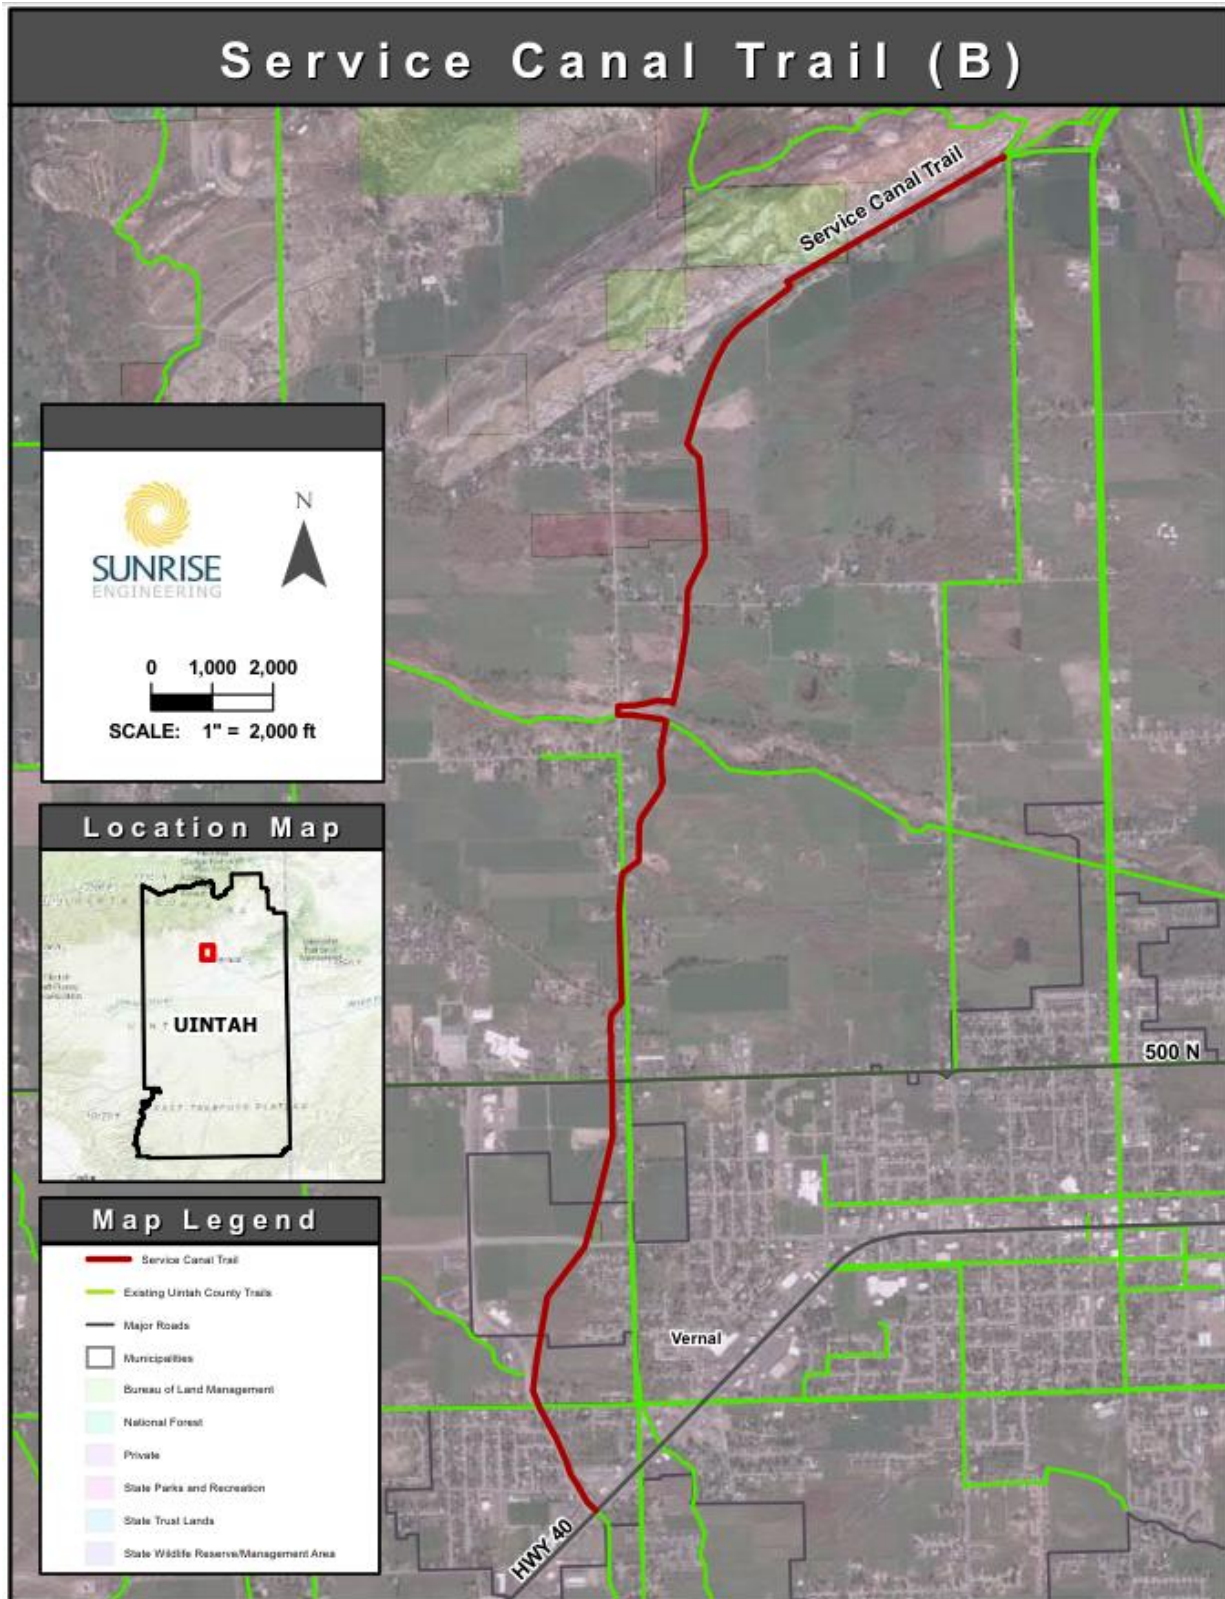 Service Canal Trail (B)
Service Canal Trail
SUNRISE
ENGINEERING
N
0 1,000 2,000
SCALE: 1" = 2,000 ft
Location Map
UINTAH
500 N
Map Legend
Service Canal Trail
Existing Uintah County Trails
Major Roads
Municipalities
Bureau of Land Management
National Forest
Private
State Parks and Recreation
State Trust Lands
State Wildlife Reserve/Management Area
Vernal
HWY 40